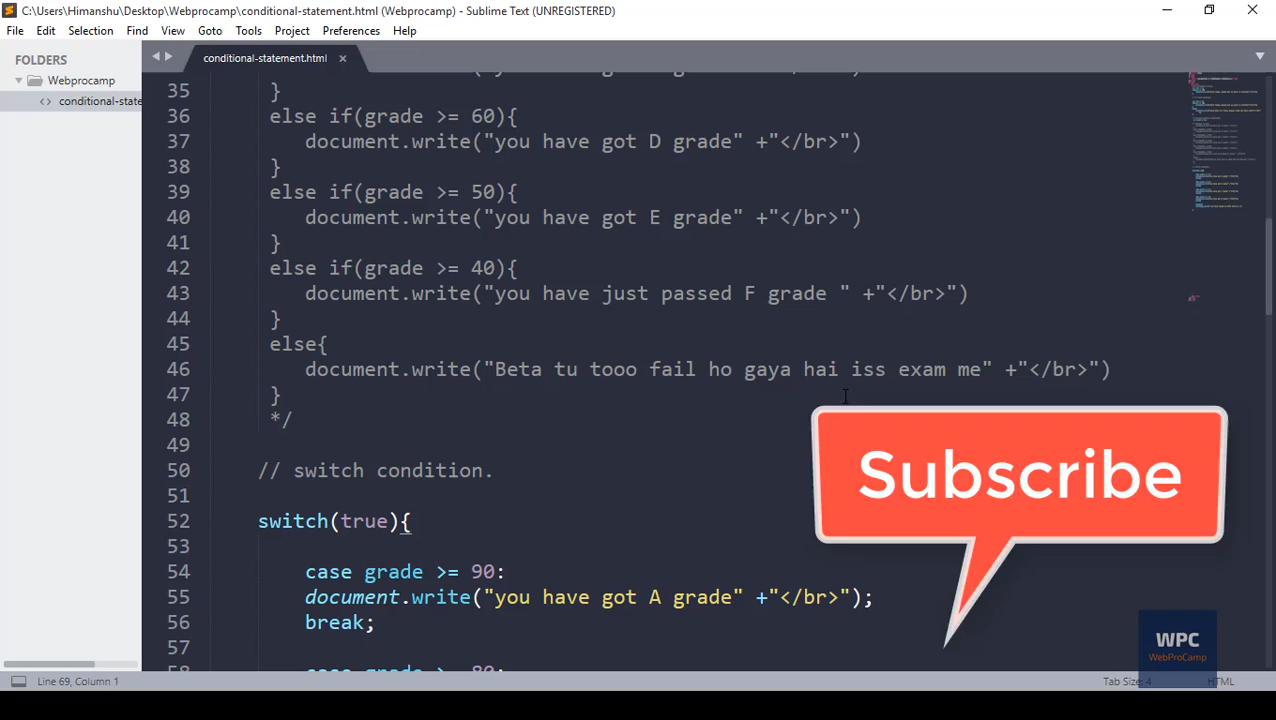 C:\Users\Himanshu\Desktop\Webprocamp\conditional-statement.html (Webprocamp) - Sublime Text (UNREGISTERED)
File Edit Selection Find View Goto Tools Project Preferences Help
FOLDERS
Webprocamp
<> conditional-state
conditional-statement.html ×
35 }
36 else if(grade >= 60){
37 document.write("you have got D grade" +"</br>")
38 }
39 else if(grade >= 50){
40 document.write("you have got E grade" +"</br>")
41 }
42 else if(grade >= 40){
43 document.write("you have just passed F grade " +"</br>")
44 }
45 else{
46 document.write("Beta tu tooo fail ho gaya hai iss exam me" +"</br>")
47 }
48 */
49
50 // switch condition.
51
52 switch(true){
53
54 case grade >= 90:
55 document.write("you have got A grade" +"</br>");
56 break;
57
58 case grade >= 80:
Subscribe
WPC
WebProCamp
Line 69, Column 1
Tab Size: 4
HTML